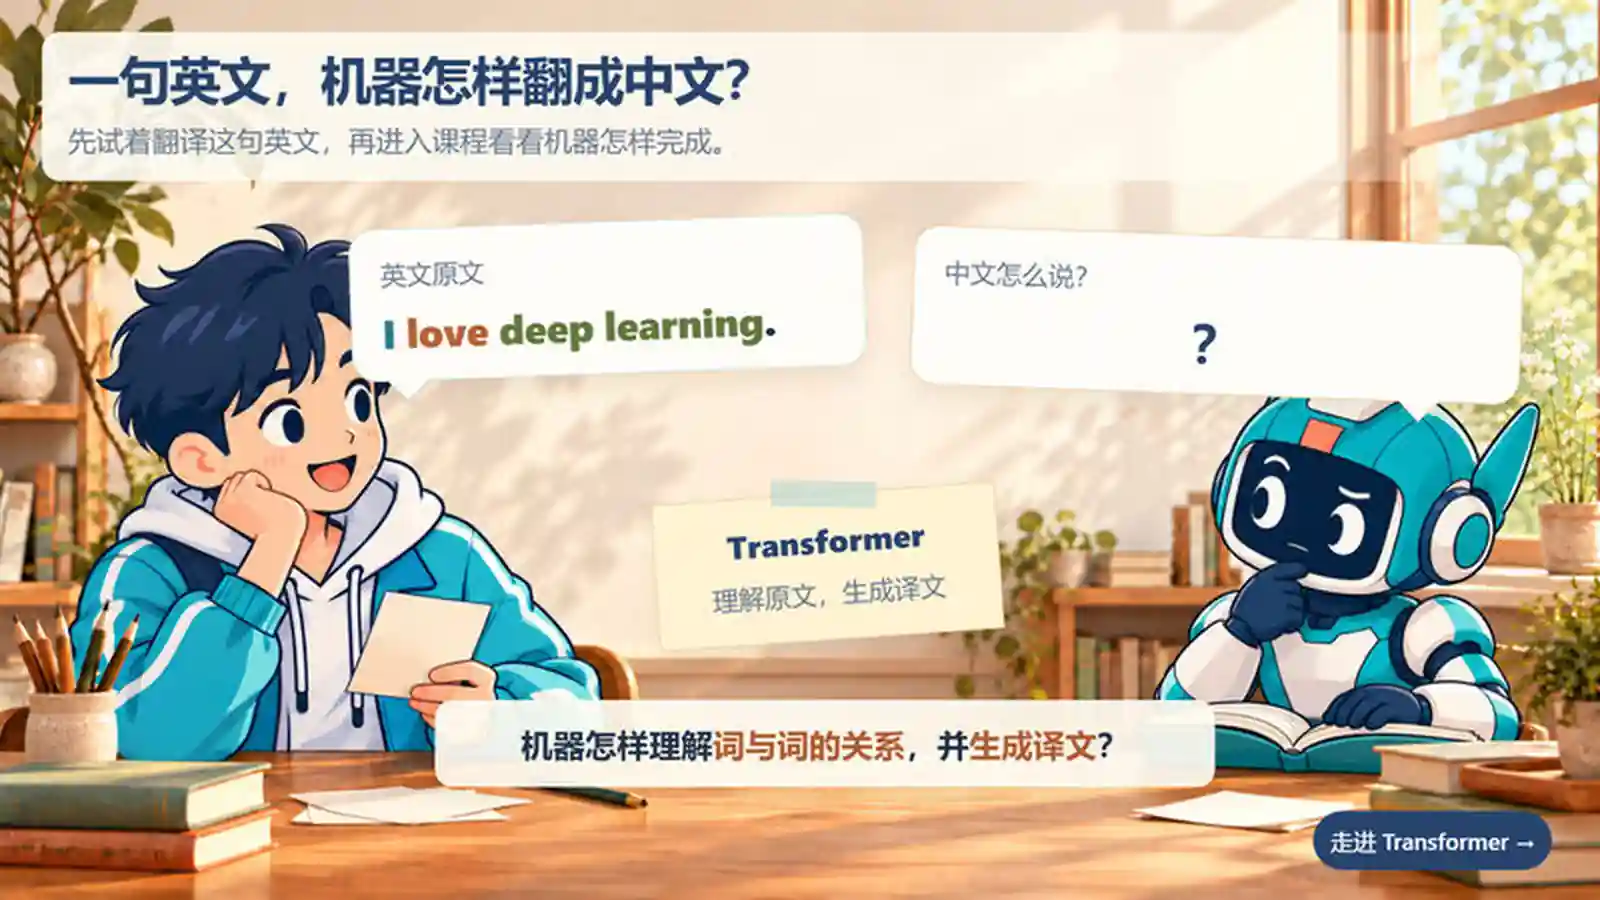 一句英文，机器怎样翻成中文？
先试着翻译这句英文，再进入课程看看机器怎样完成。
英文原文
I love deep learning.
中文怎么说？
？
Transformer
理解原文，生成译文
机器怎样理解词与词的关系，并生成译文？
走进 Transformer →